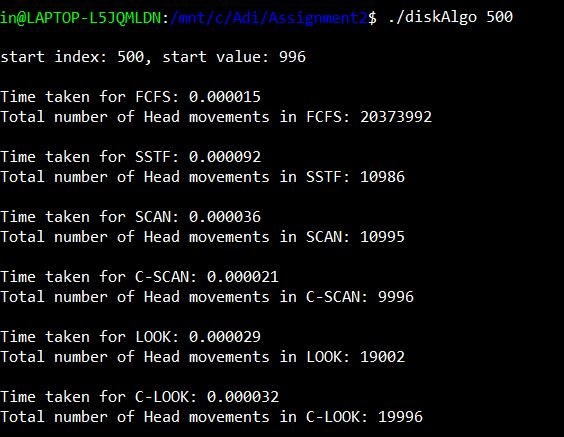 in@LAPTOP-L5JQMLDN:/mnt/c/Adi/Assignment2$ ./diskAlgo 500
start index: 500, start value: 996
Time taken for FCFS: 0.000015
Total number of Head movements in FCFS: 20373992
Time taken for SSTF: 0.000092
Total number of Head movements in SSTF: 10986
Time taken for SCAN: 0.000036
Total number of Head movements in SCAN: 10995
Time taken for C-SCAN: 0.000021
Total number of Head movements in C-SCAN: 9996
Time taken for LOOK: 0.000029
Total number of Head movements in LOOK: 19002
Time taken for C-LOOK: 0.000032
Total number of Head movements in C-LOOK: 19996